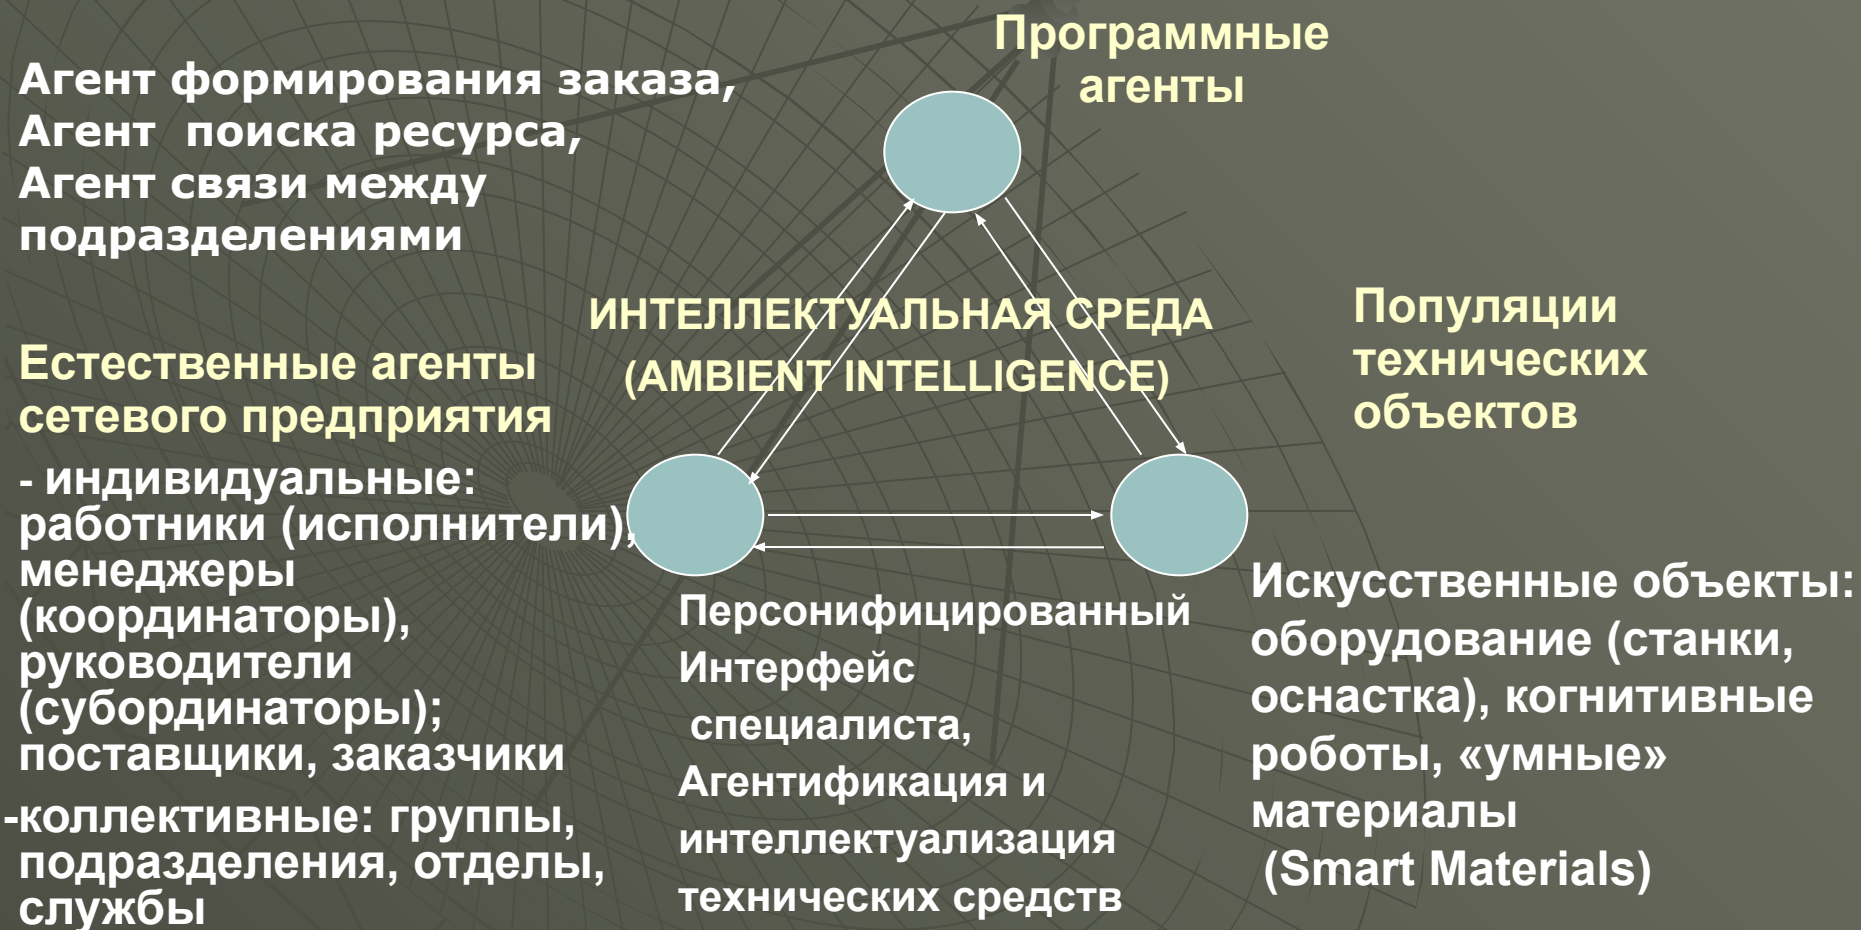 Программные
агенты
Агент формирования заказа,
Агент поиска ресурса,
Агент связи между
подразделениями
ИНТЕЛЛЕКТУАЛЬНАЯ СРЕДА
(AMBIENT INTELLIGENCE)
Популяции
технических
объектов
Естественные агенты
сетевого предприятия
- индивидуальные:
работники (исполнители),
менеджеры
(координаторы),
руководители
(субординаторы);
поставщики, заказчики
-коллективные: группы,
подразделения, отделы,
службы
Персонифицированный
Интерфейс
специалиста,
Агентификация и
интеллектуализация
технических средств
Искусственные объекты:
оборудование (станки,
оснастка), когнитивные
роботы, «умные»
материалы
(Smart Materials)